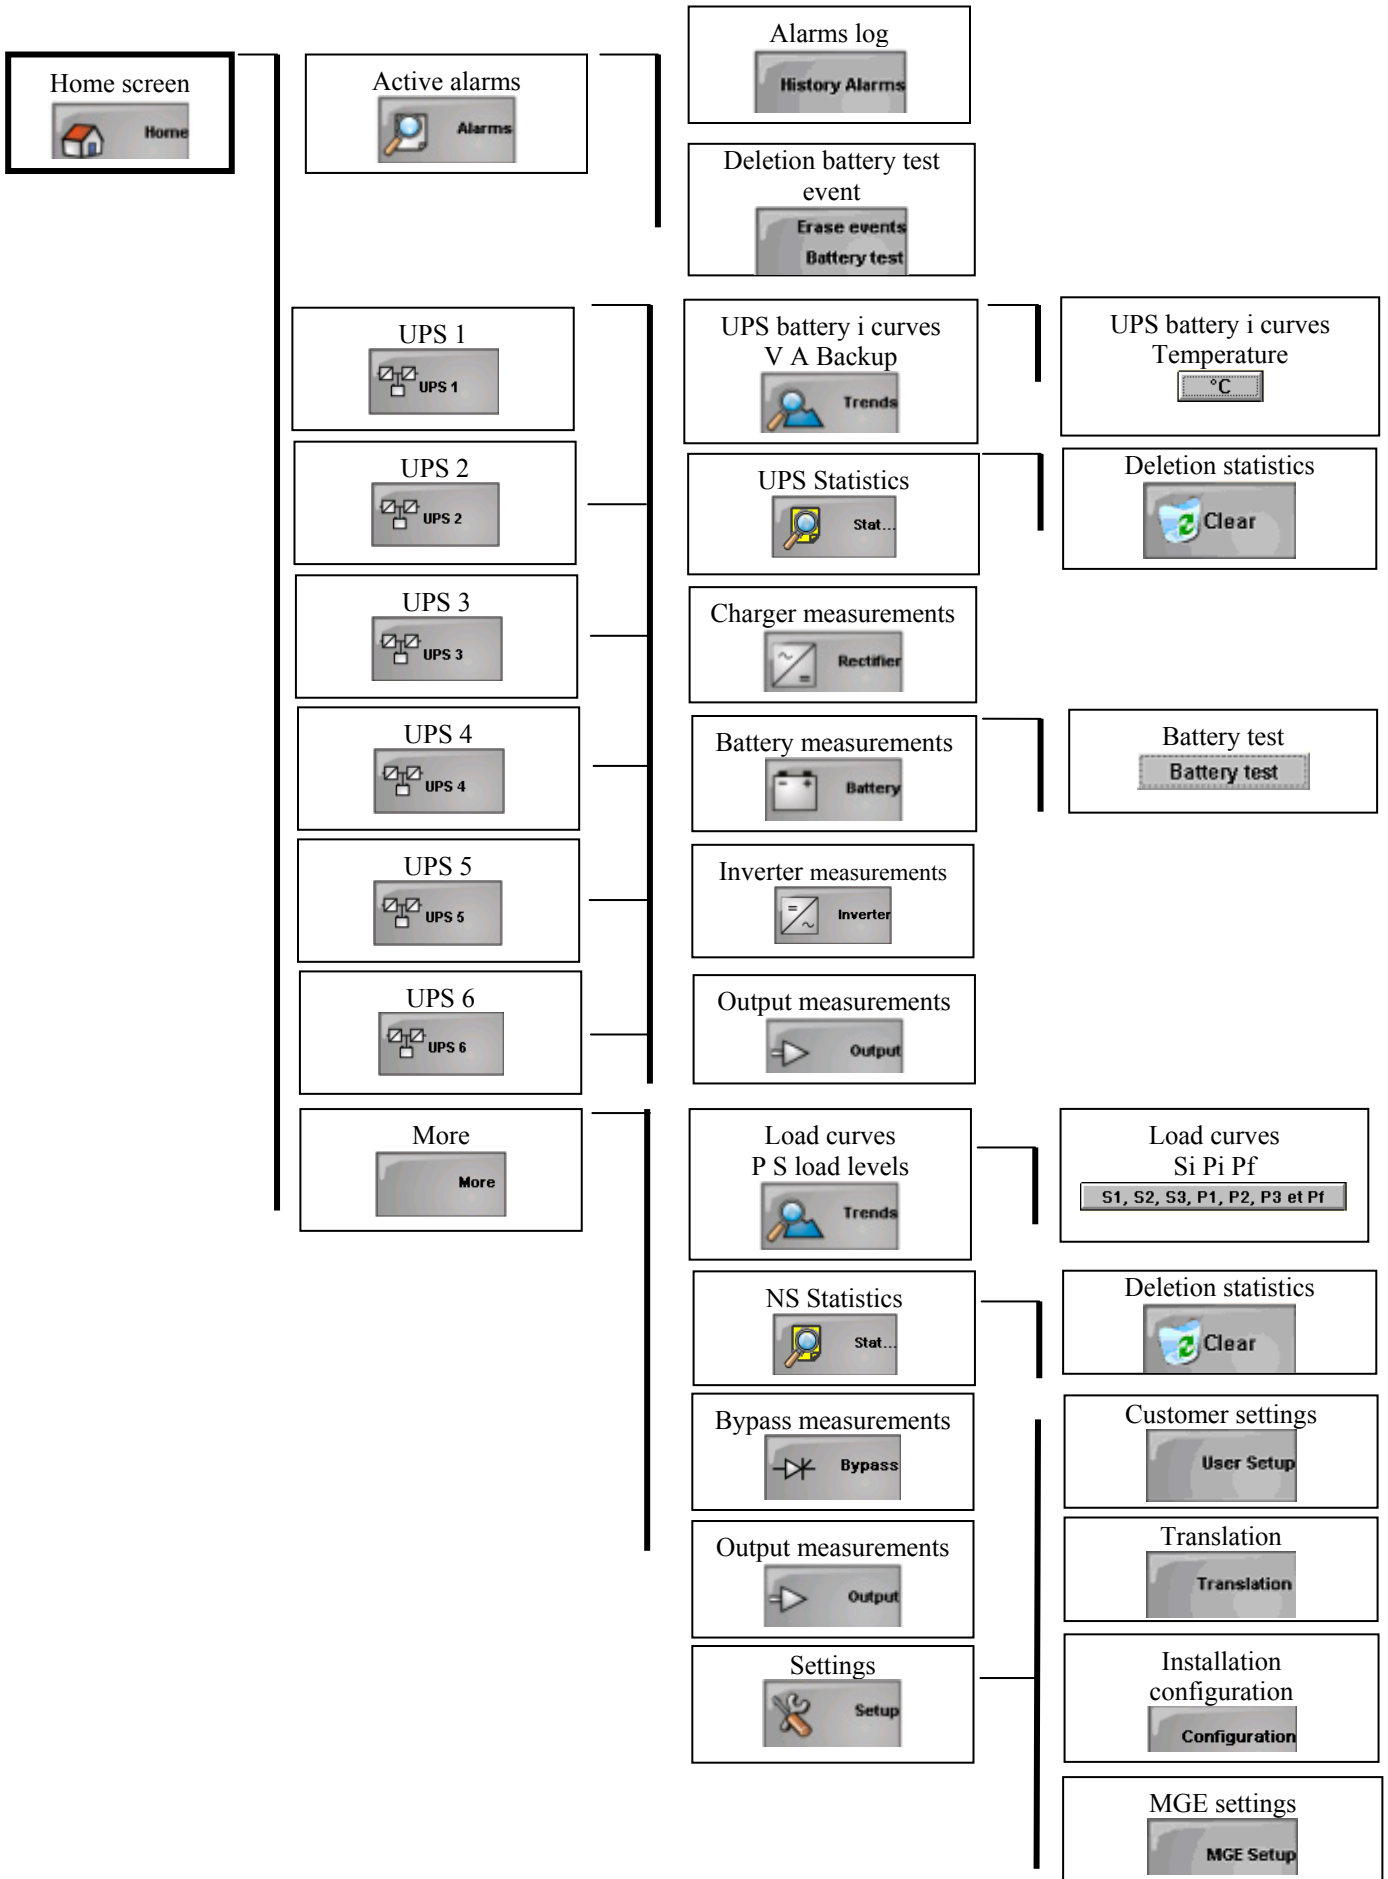 Home screen
Home
Active alarms
Alarms
Alarms log
History Alarms
Deletion battery test
event
Erase events
Battery test
UPS 1
UPS 1
UPS 2
UPS 2
UPS 3
UPS 3
UPS 4
UPS 4
UPS 5
UPS 5
UPS 6
UPS 6
More
More
UPS battery i curves
V A Backup
Trends
UPS battery i curves
Temperature
°C
UPS Statistics
Stat...
Deletion statistics
Clear
Charger measurements
Rectifier
Battery measurements
Battery
Battery test
Battery test
Inverter measurements
Inverter
Output measurements
Output
Load curves
P S load levels
Trends
Load curves
Si Pi Pf
S1, S2, S3, P1, P2, P3 et Pf
NS Statistics
Stat...
Deletion statistics
Clear
Bypass measurements
Bypass
Output measurements
Output
Settings
Setup
Customer settings
User Setup
Translation
Translation
Installation
configuration
Configuration
MGE settings
MGE Setup